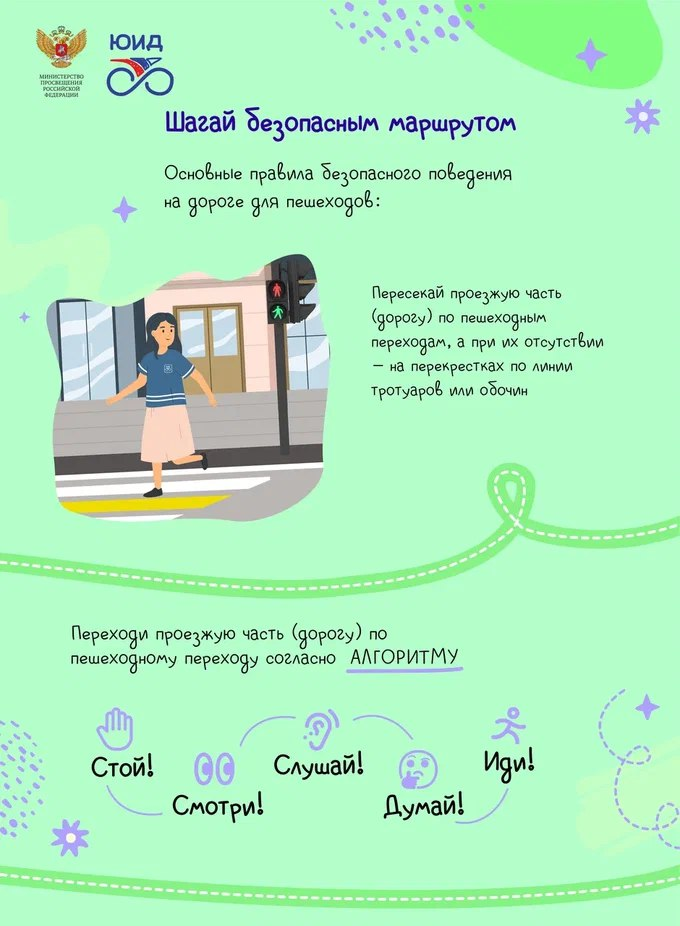 МИНИСТЕРСТВО
ПРОСВЕЩЕНИЯ
РОССИЙСКОЙ
ФЕДЕРАЦИИ
ЮИД
Шагай безопасным маршрутом
Основные правила безопасного поведения
на дороге для пешеходов:
Пересекай проезжую часть
(дорогу) по пешеходным
переходам, а при их отсутствии
– на перекрестках по линии
тротуаров или обочин
Переходи проезжую часть (дорогу) по
пешеходному переходу согласно АЛГОРИТМУ
Стой!
Смотри!
Слушай!
Думай!
Иди!